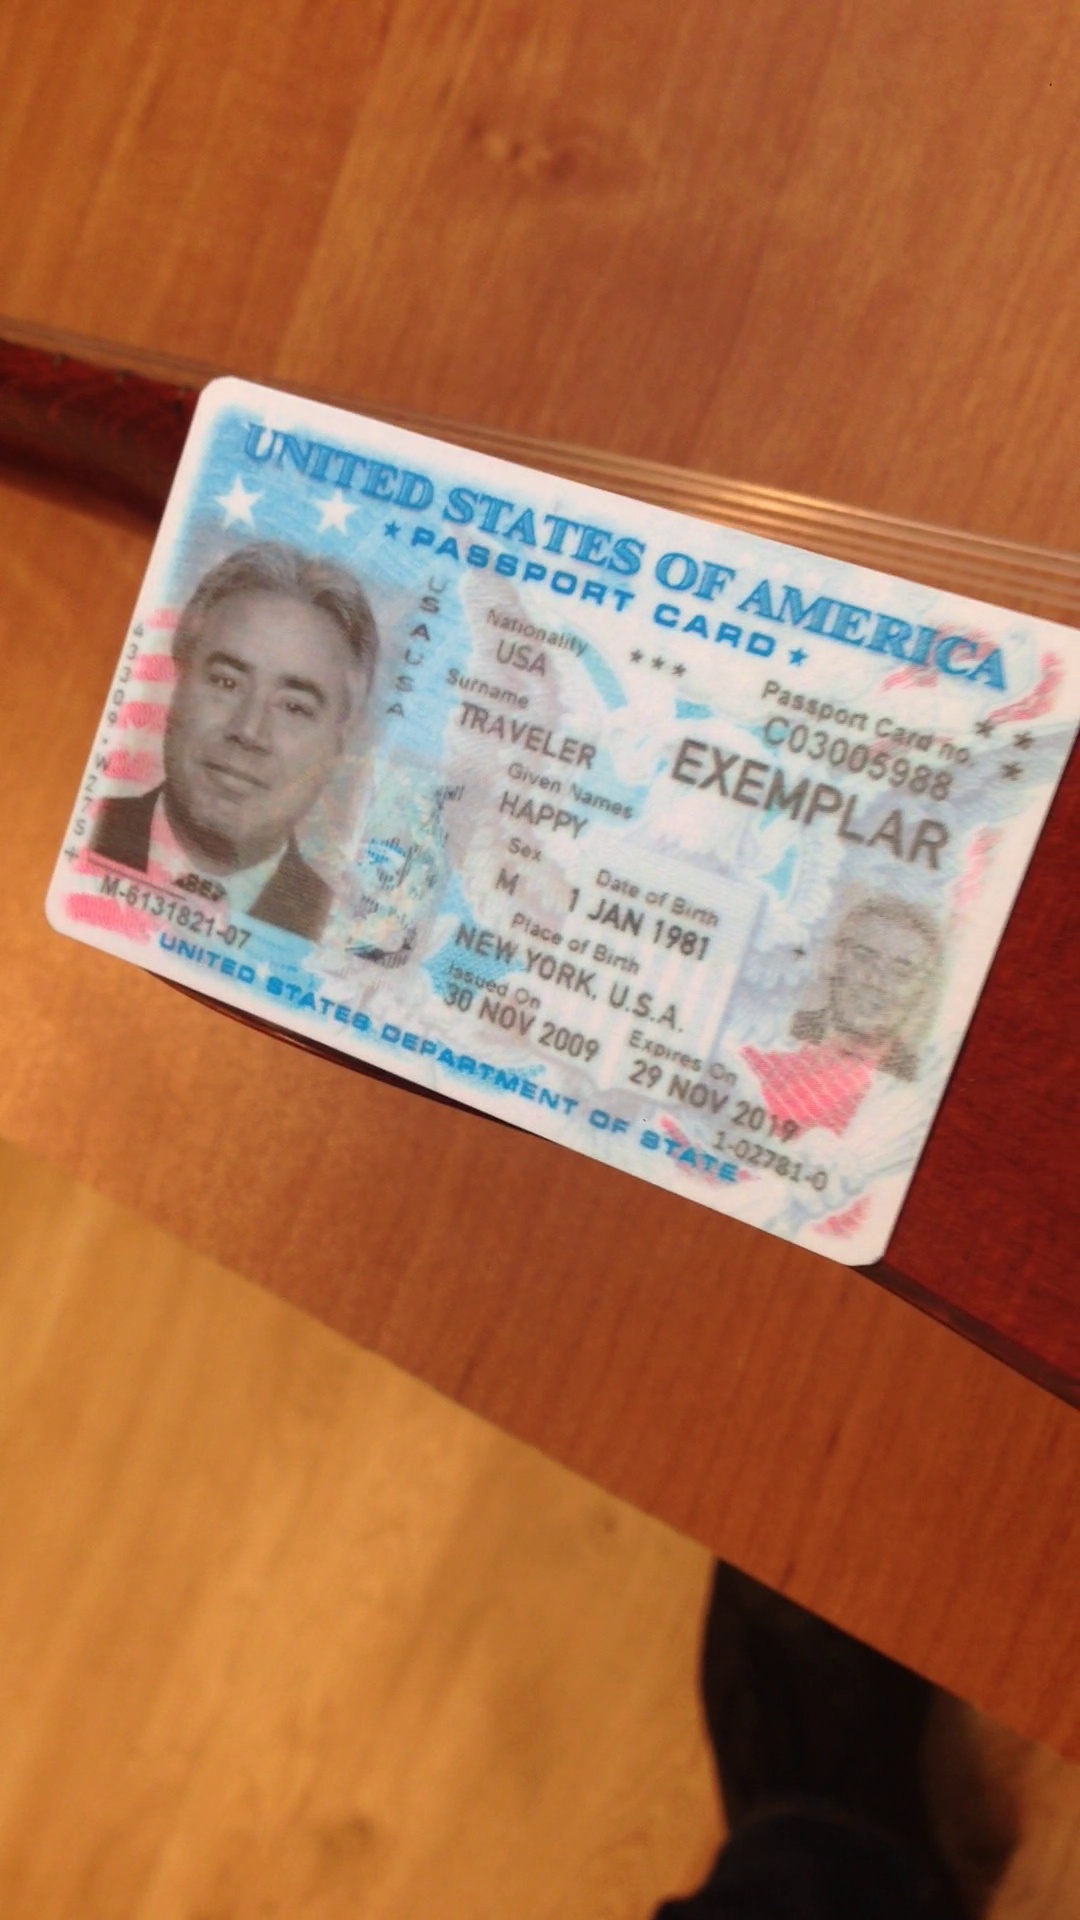 UNITED STATES OF AMERICA
PASSPORT CARD
USAUSA
Nationality
USA
Passport Card no.
C03005988
Surname
TRAVELER
EXEMPLAR
Given Names
HAPPY
Sex
M
Date of Birth
1 JAN 1981
Place of Birth
NEW YORK, U.S.A.
Issued On
30 NOV 2009
Expires On
29 NOV 2019
1-02781-0
M-6131821-07
UNITED STATES DEPARTMENT OF STATE